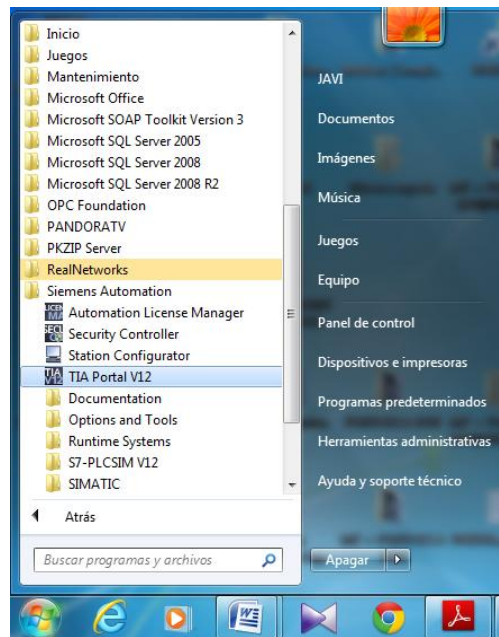 Inicio
Juegos
Mantenimiento
Microsoft Office
Microsoft SOAP Toolkit Version 3
Microsoft SQL Server 2005
Microsoft SQL Server 2008
Microsoft SQL Server 2008 R2
OPC Foundation
PANDORATV
PKZIP Server
RealNetworks
Siemens Automation
Automation License Manager
Security Controller
Station Configurator
TIA Portal V12
Documentation
Options and Tools
Runtime Systems
S7-PLCSIM V12
SIMATIC
Atrás
Buscar programas y archivos
JAVI
Documentos
Imágenes
Música
Juegos
Equipo
Panel de control
Dispositivos e impresoras
Programas predeterminados
Herramientas administrativas
Ayuda y soporte técnico
Apagar